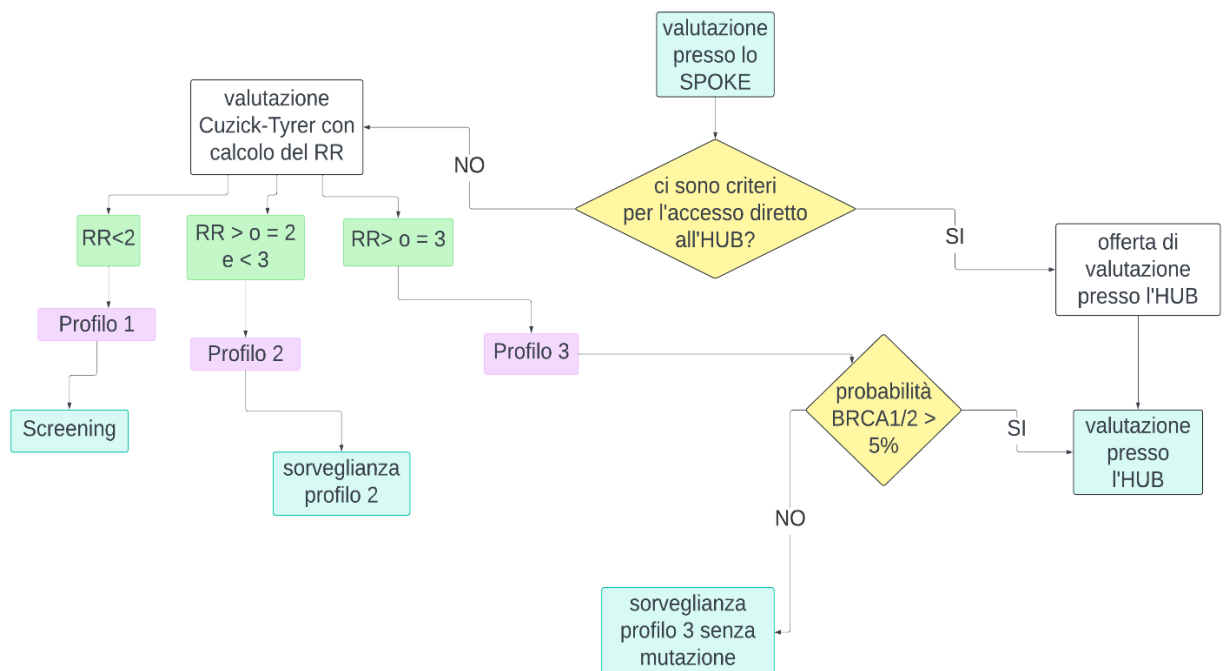 valutazione
presso lo
SPOKE
valutazione
Cuzick-Tyrer con
calcolo del RR
NO
ci sono criteri
per l'accesso diretto
all'HUB?
SI
offerta di
valutazione
presso l'HUB
RR<2
RR > o = 2
e < 3
RR> o = 3
Profilo 1
Profilo 2
Profilo 3
probabilità
BRCA1/2 >
5%
SI
valutazione
presso
l'HUB
Screening
sorveglianza
profilo 2
NO
sorveglianza
profilo 3 senza
mutazione